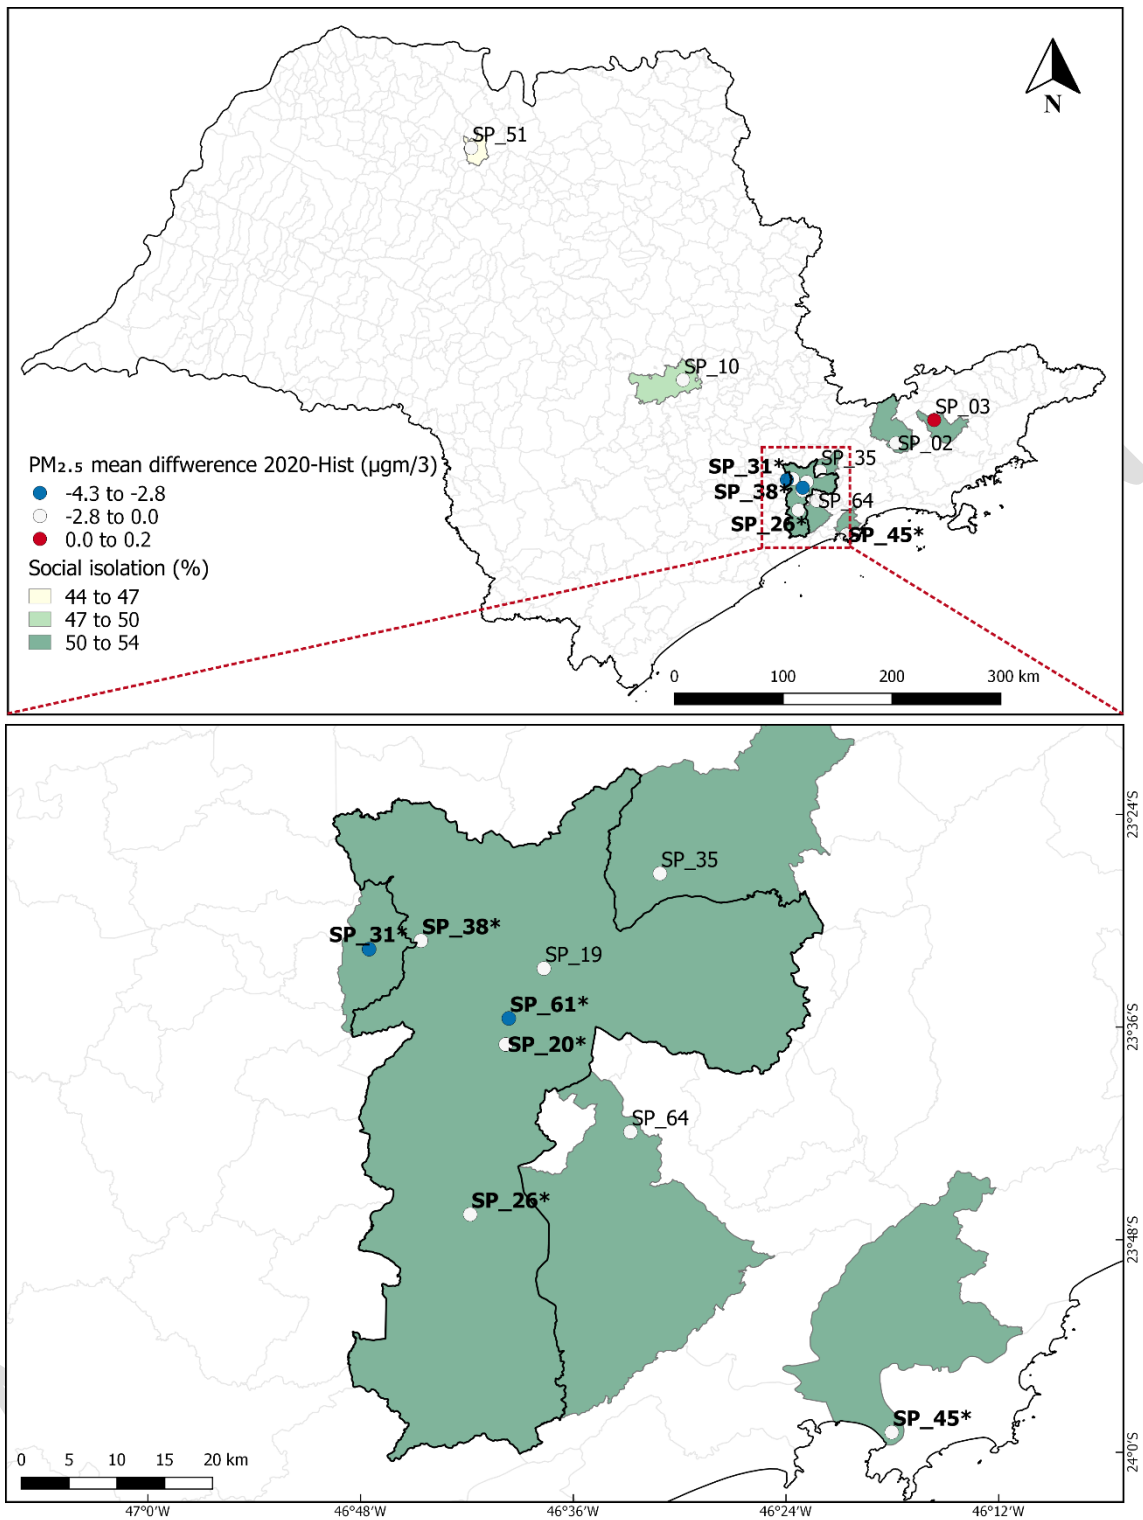 N
SP_51
SP_10
SP_03
SP_02
SP_35
SP_31*
SP_38*
SP_64
SP_26*
SP_45*
PM₂.₅ mean diffwerence 2020-Hist (µgm/3)
-4.3 to -2.8
-2.8 to 0.0
0.0 to 0.2
Social isolation (%)
44 to 47
47 to 50
50 to 54
0 100 200 300 km
23°24'S
SP_35
SP_31*
SP_38*
SP_19
SP_61*
23°36'S
SP_20*
SP_64
SP_26*
23°48'S
SP_45*
24°0'S
0 5 10 15 20 km
47°0'W 46°48'W 46°36'W 46°24'W 46°12'W